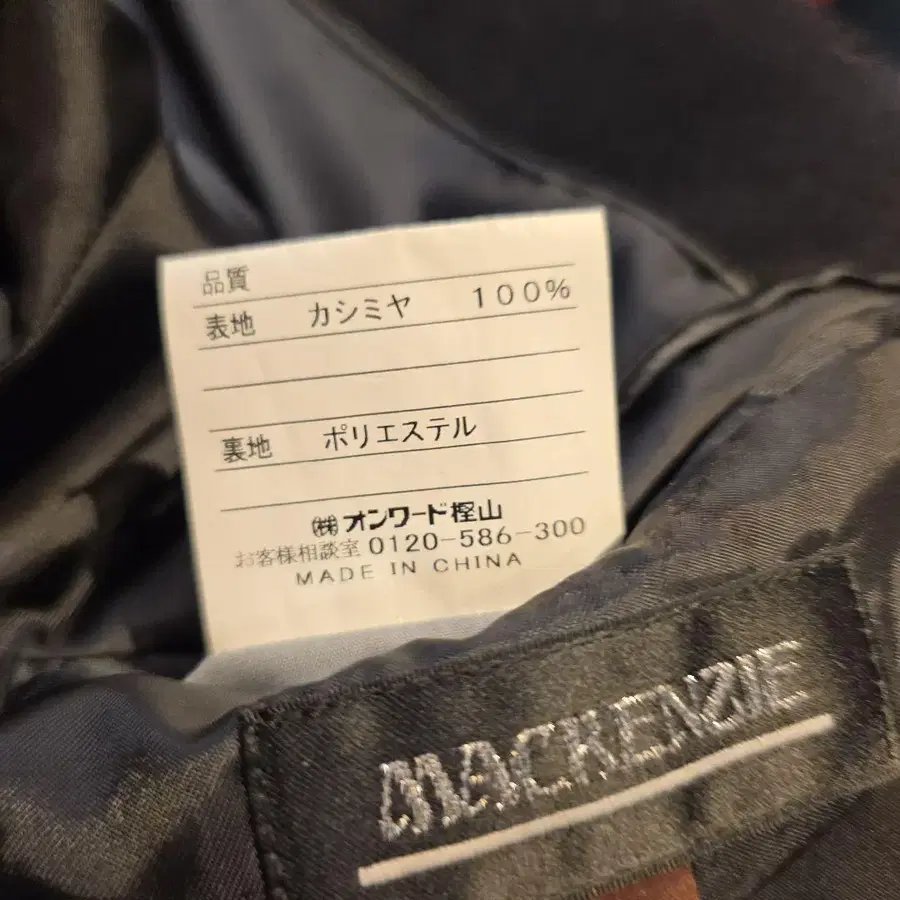 品質
表地 カシミヤ 100%
裏地 ポリエステル
㈱オンワード樫山
お客様相談室 0120-586-300
MADE IN CHINA
MACKENZIE